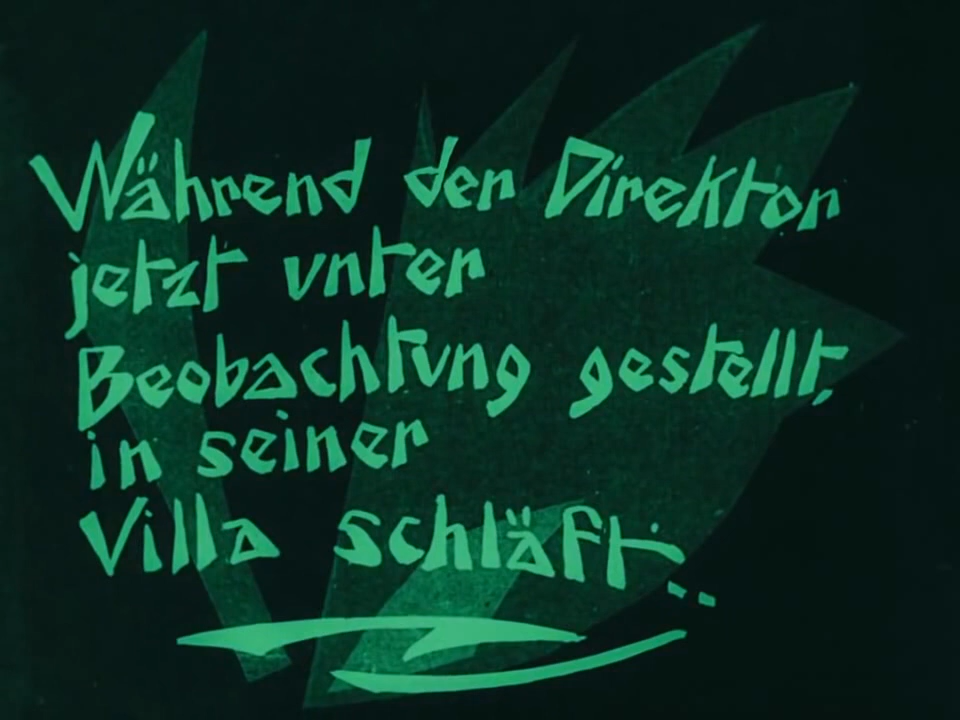 Während der Direktor
jetzt unter
Beobachtung gestellt,
in seiner
Villa schläft...